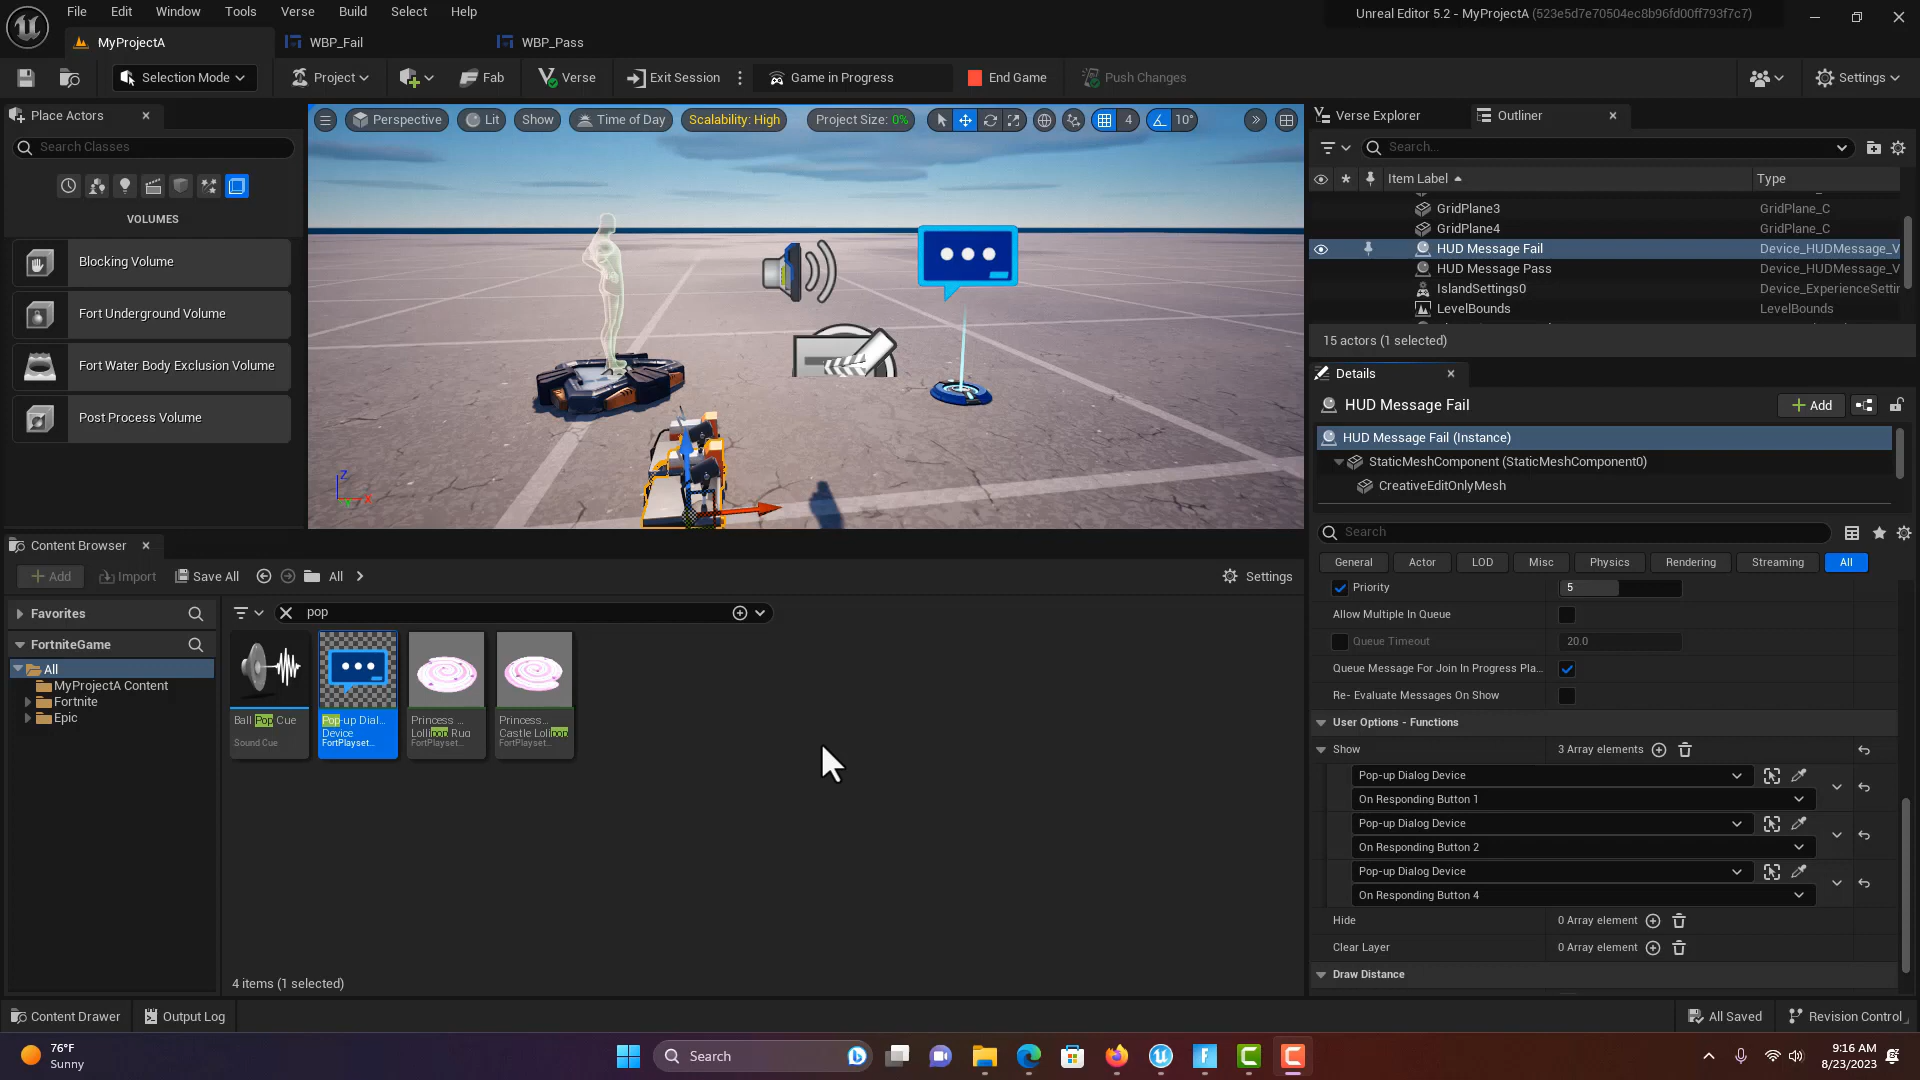 File Edit Window Tools Verse Build Select Help
Unreal Editor 5.2 - MyProjectA (523e5d7e70504ec8b96fd00ff793f7c7)
MyProjectA
WBP_Fail
WBP_Pass
Selection Mode
Project
Fab
Verse
Exit Session
Game in Progress
End Game
Push Changes
Settings
Place Actors
Search Classes
VOLUMES
Blocking Volume
Fort Underground Volume
Fort Water Body Exclusion Volume
Post Process Volume
Perspective
Lit
Show
Time of Day
Scalability: High
Project Size: 0%
4
10°
Z
X
Verse Explorer
Outliner
Search...
Item Label
Type
GridPlane3 GridPlane_C
GridPlane4 GridPlane_C
HUD Message Fail Device_HUDMessage_V
HUD Message Pass Device_HUDMessage_V
IslandSettings0 Device_ExperienceSettin
LevelBounds LevelBounds
15 actors (1 selected)
Details
HUD Message Fail
Add
HUD Message Fail (Instance)
StaticMeshComponent (StaticMeshComponent0)
CreativeEditOnlyMesh
Search
General Actor LOD Misc Physics Rendering Streaming All
Priority 5
Allow Multiple In Queue
Queue Timeout 20.0
Queue Message For Join In Progress Pla...
Re- Evaluate Messages On Show
User Options - Functions
Show 3 Array elements
Pop-up Dialog Device
On Responding Button 1
Pop-up Dialog Device
On Responding Button 2
Pop-up Dialog Device
On Responding Button 4
Hide 0 Array element
Clear Layer 0 Array element
Draw Distance
Content Browser
Add
Import
Save All
All
Settings
Favorites
FortniteGame
All
MyProjectA Content
Fortnite
Epic
pop
Ball Pop Cue
Sound Cue
Pop-up Dial...
Device
FortPlayset...
Princess ...
Lollipop Rug
FortPlayset...
Princess...
Castle Lollipop
FortPlayset...
4 items (1 selected)
Content Drawer
Output Log
All Saved
Revision Control
76°F
Sunny
Search
9:16 AM
8/23/2023